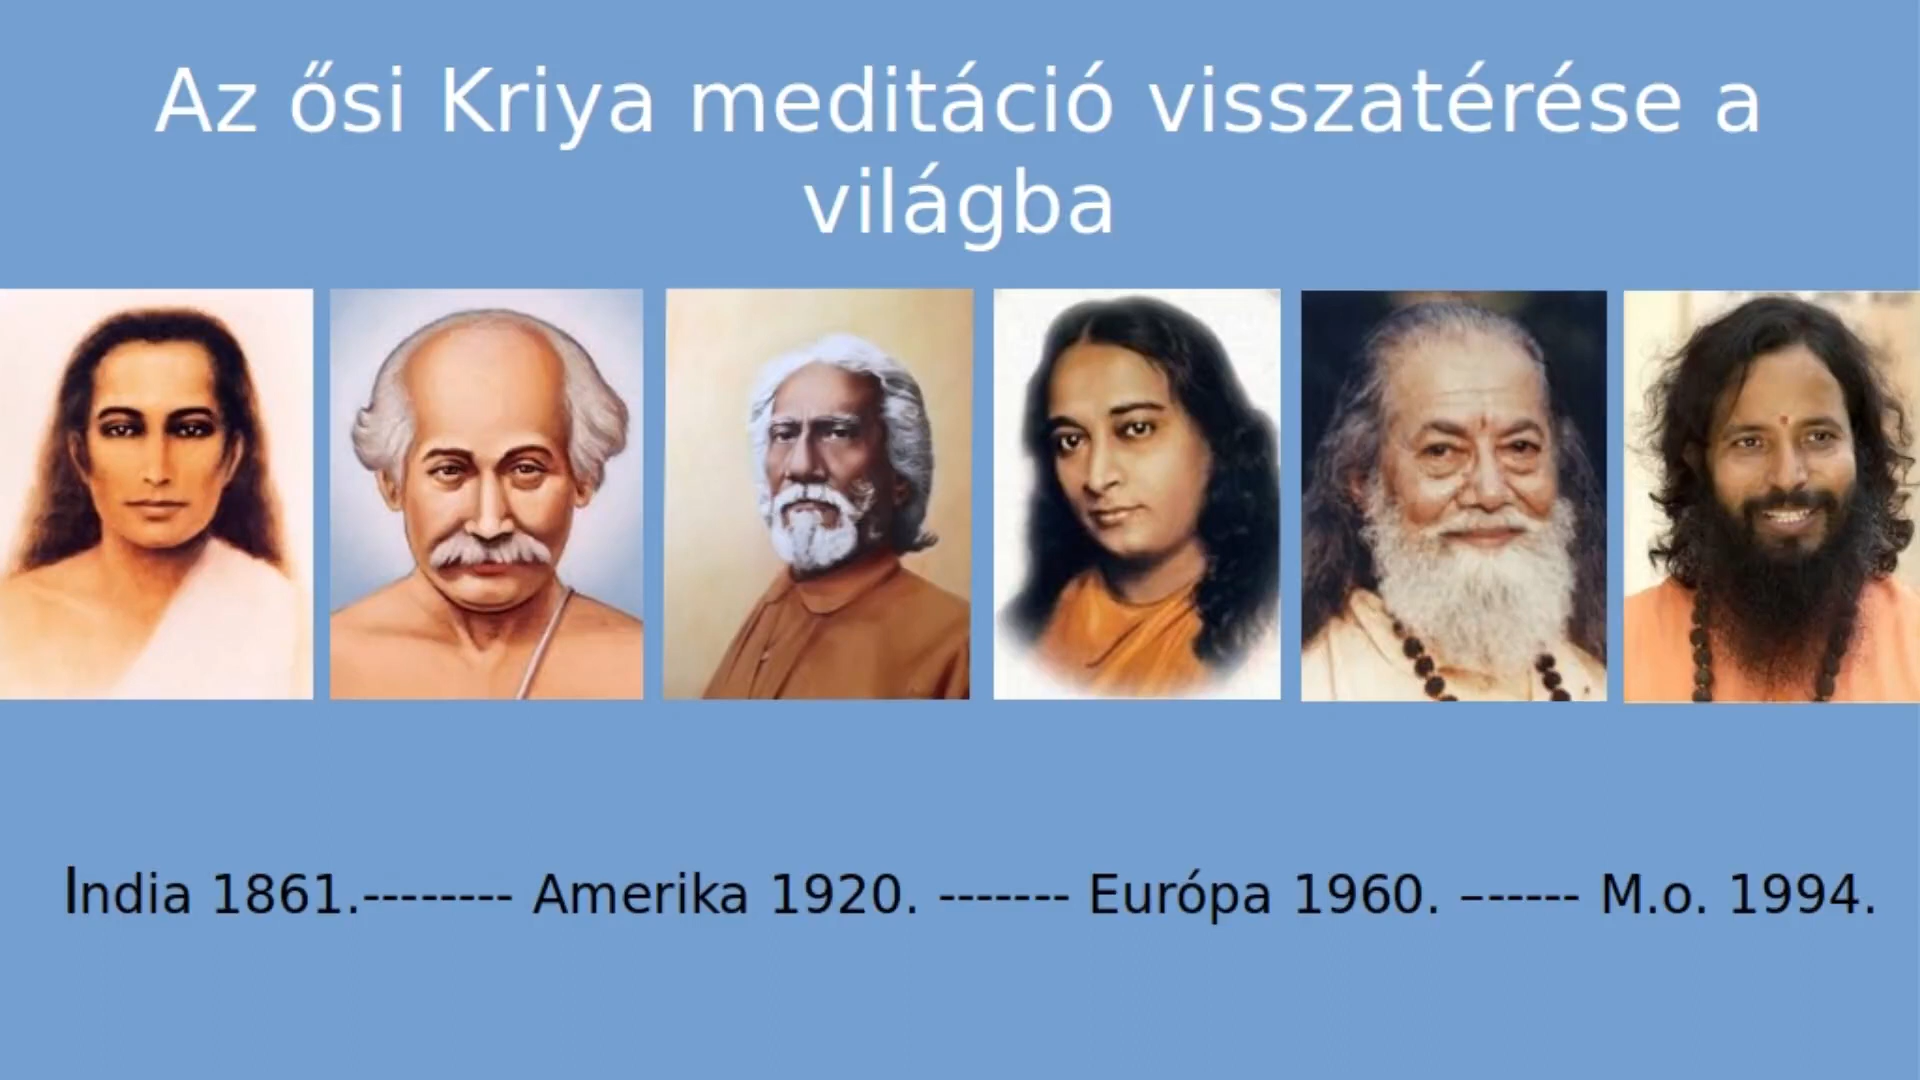 Az ősi Kriya meditáció visszatérése a
világba
India 1861.-------- Amerika 1920. ------- Európa 1960. –------ M.o. 1994.